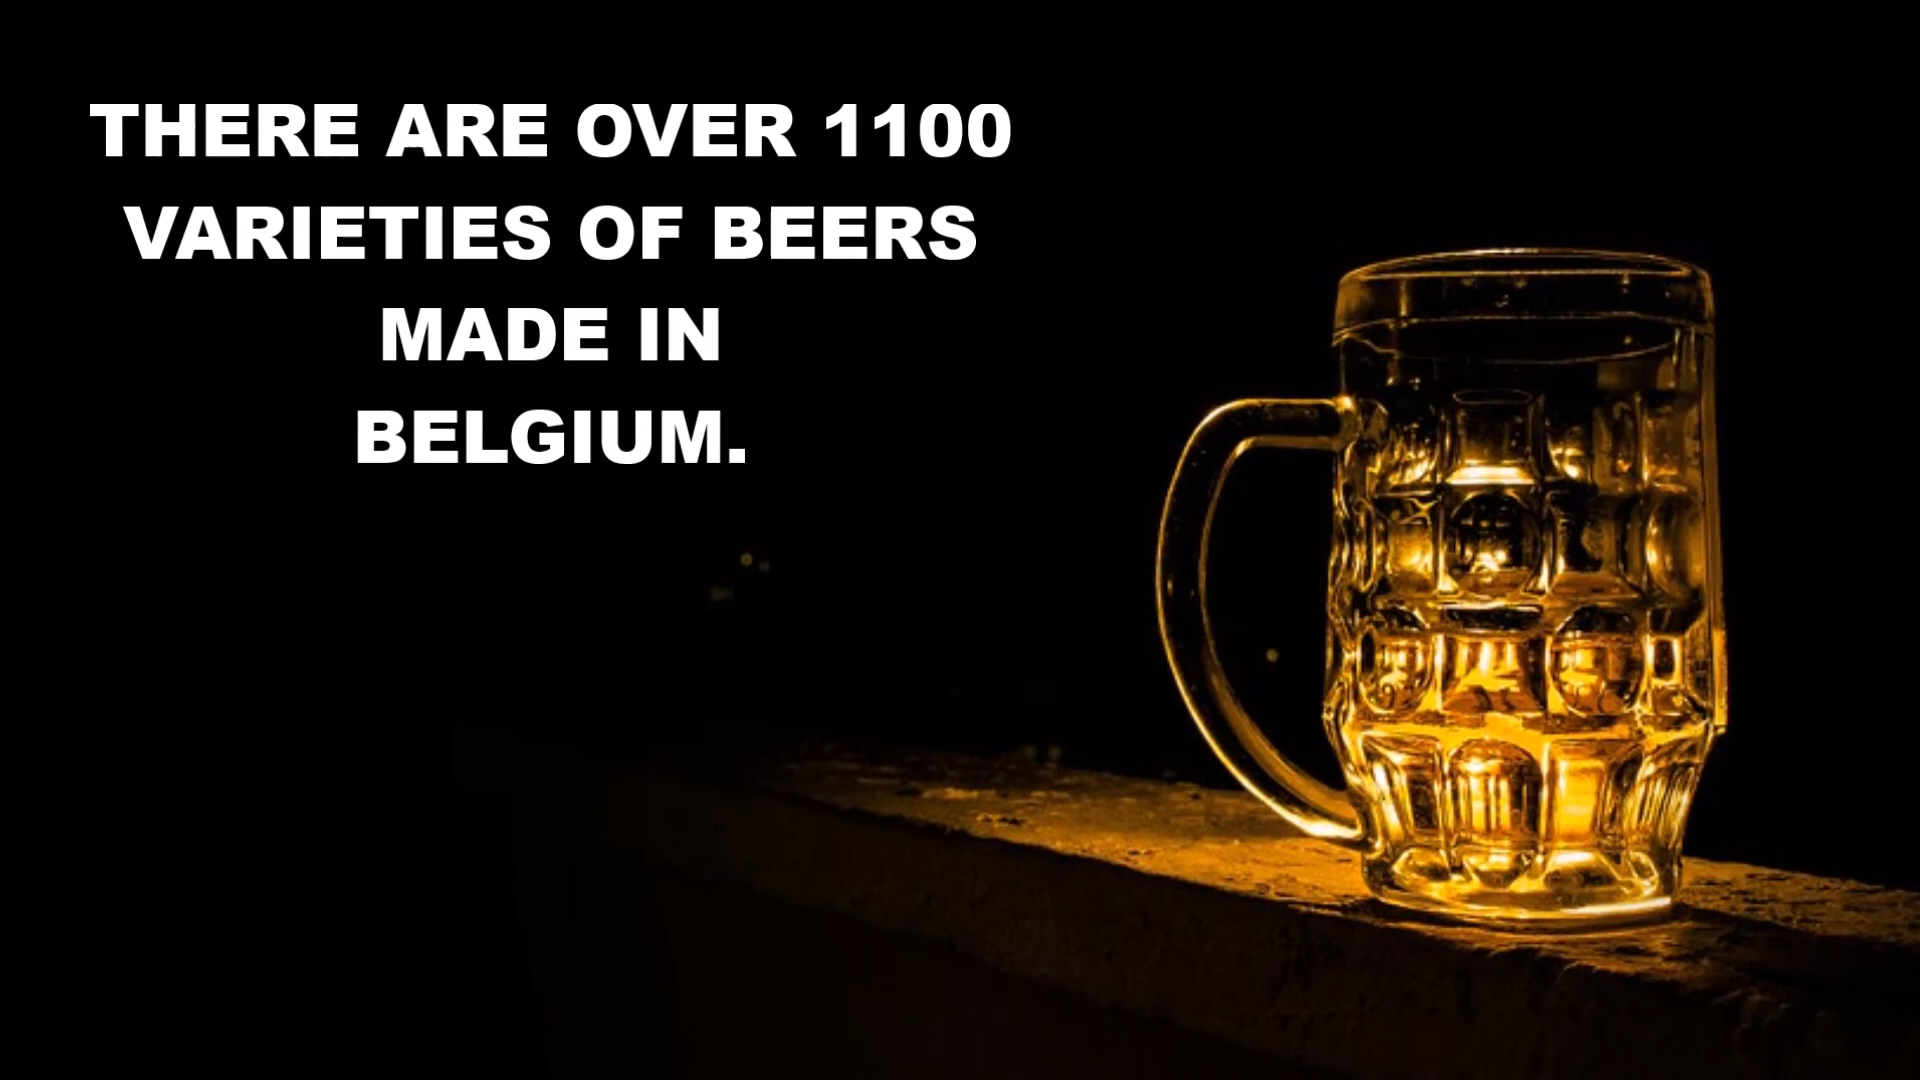 THERE ARE OVER 1100
VARIETIES OF BEERS
MADE IN
BELGIUM.